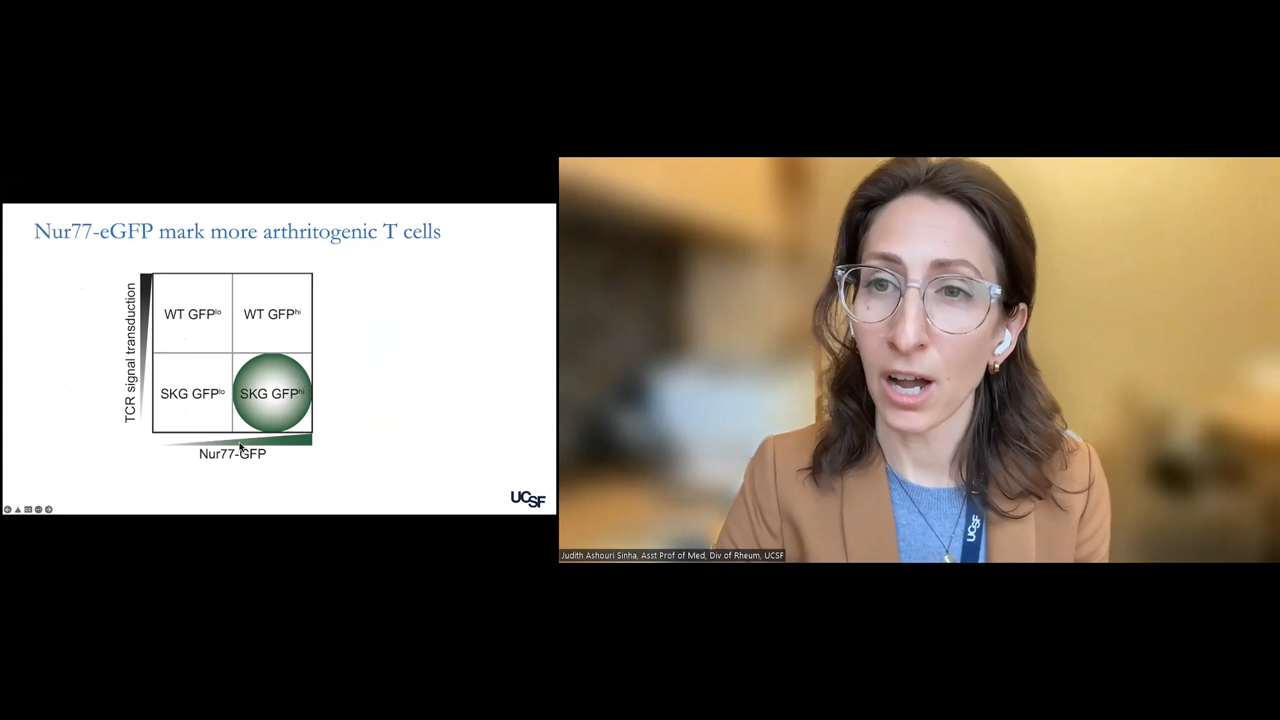 Nur77-eGFP mark more arthritogenic T cells
TCR signal transduction
WT GFPlo
WT GFPhi
SKG GFPlo
SKG GFPhi
Nur77-GFP
UCSF
UCSF
Judith Ashouri Sinha, Asst Prof of Med, Div of Rheum, UCSF